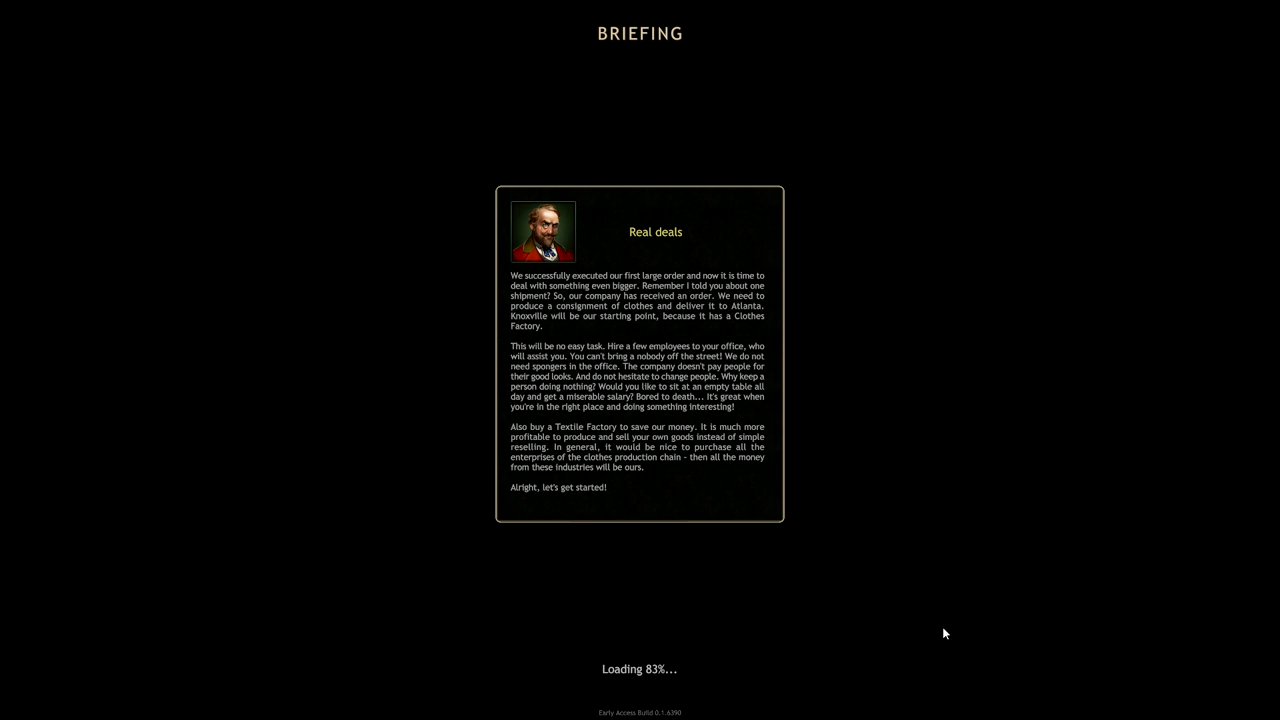 BRIEFING
Real deals
We successfully executed our first large order and now it is time to
deal with something even bigger. Remember I told you about one
shipment? So, our company has received an order. We need to
produce a consignment of clothes and deliver it to Atlanta.
Knoxville will be our starting point, because it has a Clothes
Factory.
This will be no easy task. Hire a few employees to your office, who
will assist you. You can't bring a nobody off the street! We do not
need spongers in the office. The company doesn't pay people for
their good looks. And do not hesitate to change people. Why keep a
person doing nothing? Would you like to sit at an empty table all
day and get a miserable salary? Bored to death... It's great when
you're in the right place and doing something interesting!
Also buy a Textile Factory to save our money. It is much more
profitable to produce and sell your own goods instead of simple
reselling. In general, it would be nice to purchase all the
enterprises of the clothes production chain - then all the money
from these industries will be ours.
Alright, let's get started!
Loading 83%...
Early Access Build 0.1.6390